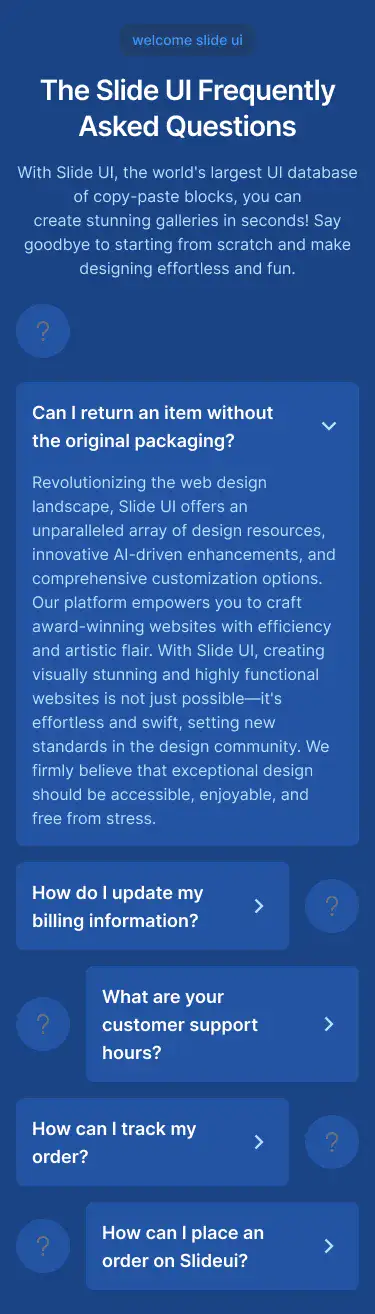 welcome slide ui
The Slide UI Frequently
Asked Questions
With Slide UI, the world's largest UI database
of copy-paste blocks, you can
create stunning galleries in seconds! Say
goodbye to starting from scratch and make
designing effortless and fun.
?
Can I return an item without
the original packaging?
Revolutionizing the web design
landscape, Slide UI offers an
unparalleled array of design resources,
innovative AI-driven enhancements, and
comprehensive customization options.
Our platform empowers you to craft
award-winning websites with efficiency
and artistic flair. With Slide UI, creating
visually stunning and highly functional
websites is not just possible—it's
effortless and swift, setting new
standards in the design community. We
firmly believe that exceptional design
should be accessible, enjoyable, and
free from stress.
How do I update my
billing information?
?
What are your
customer support
hours?
?
How can I track my
order?
?
How can I place an
order on Slideui?
?